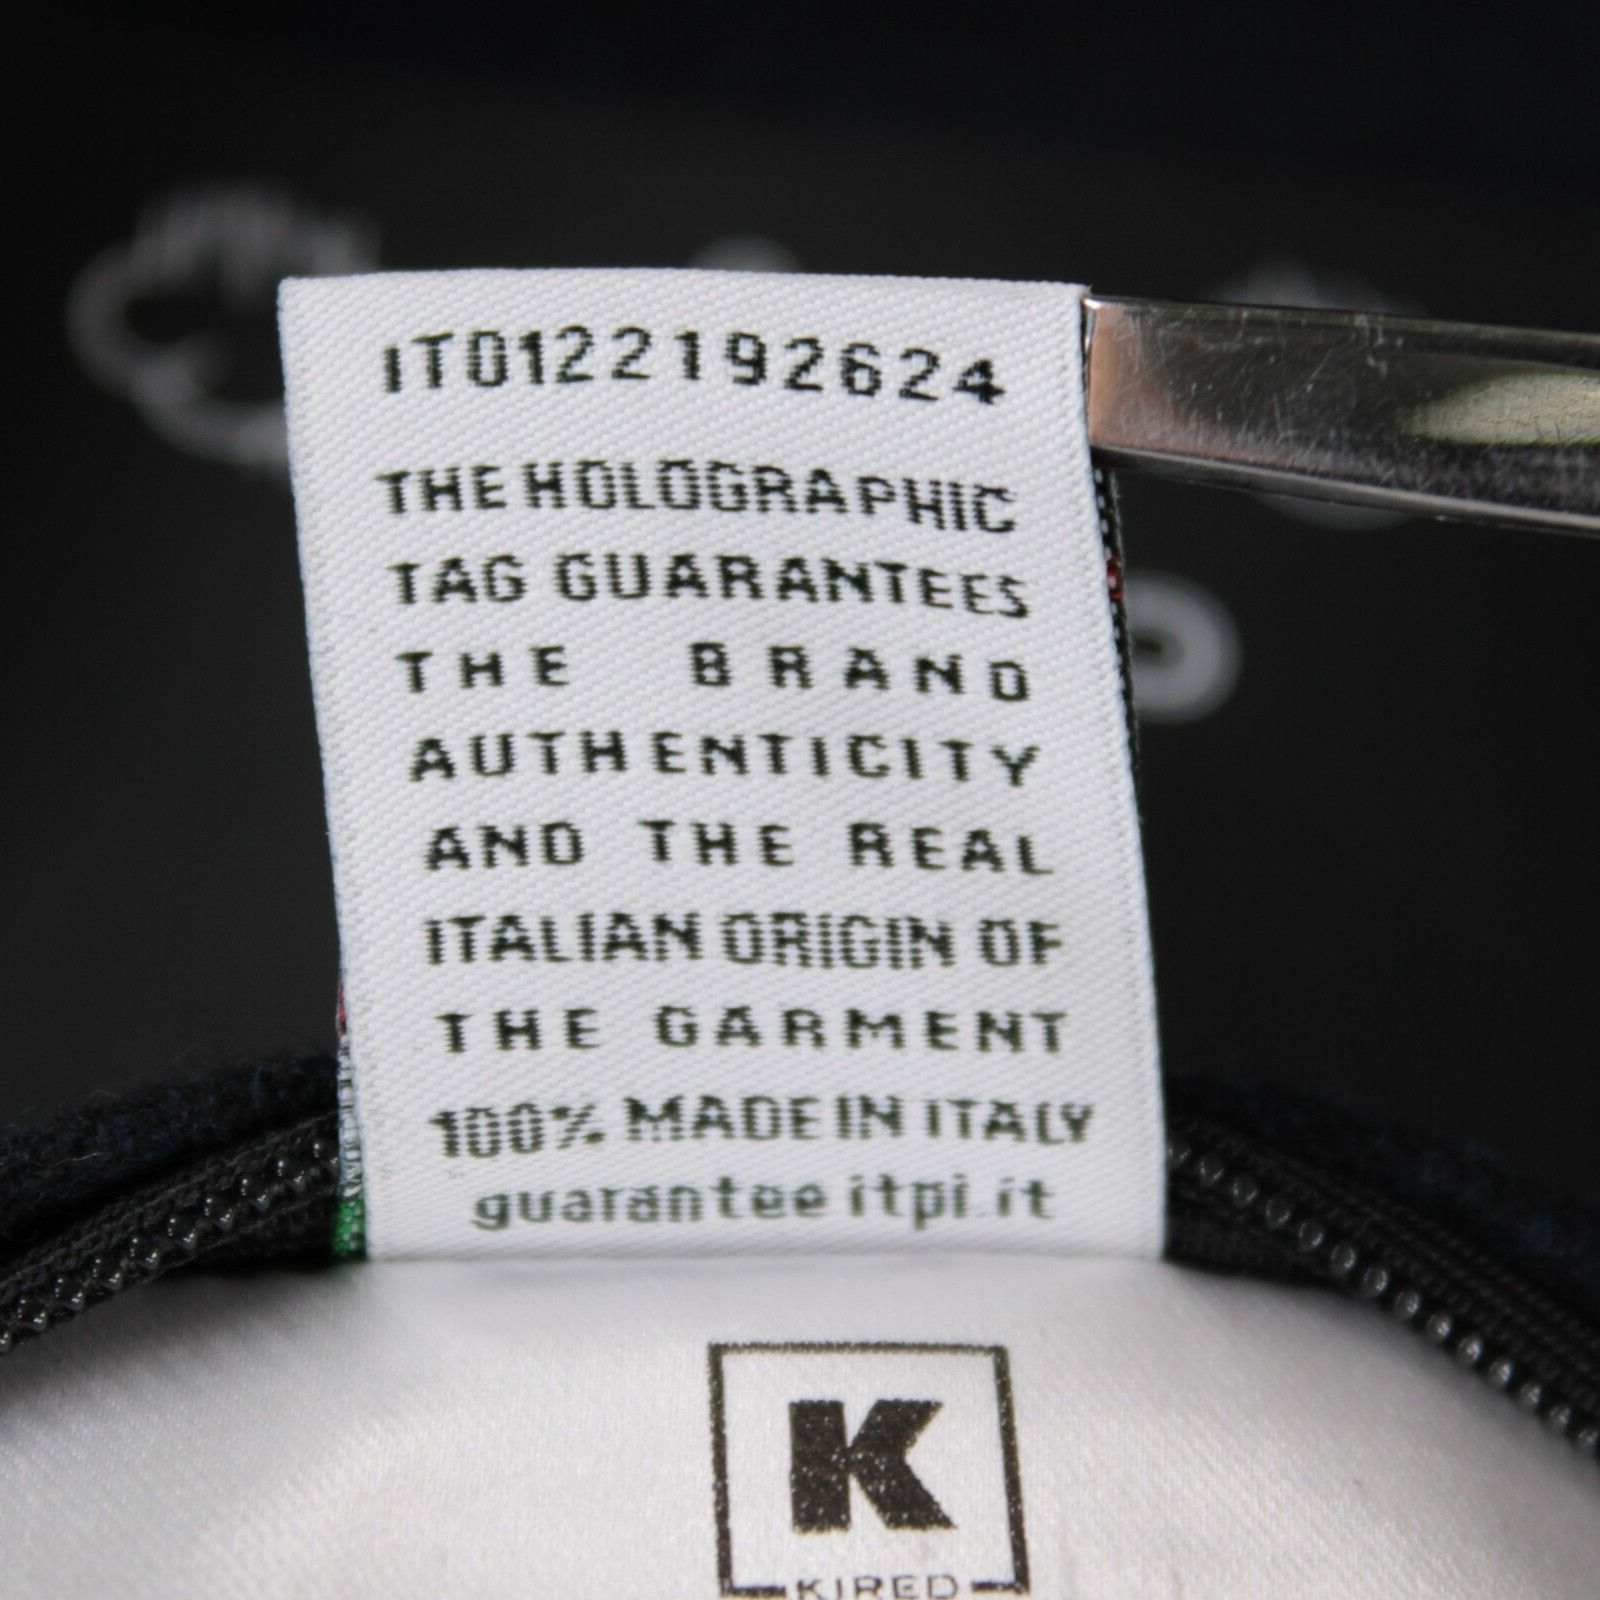 IT0122192624
THE HOLOGRAPHIC
TAG GUARANTEES
THE BRAND
AUTHENTICITY
AND THE REAL
ITALIAN ORIGIN OF
THE GARMENT
100% MADE IN ITALY
guarantee itpi.it
K
KIRED